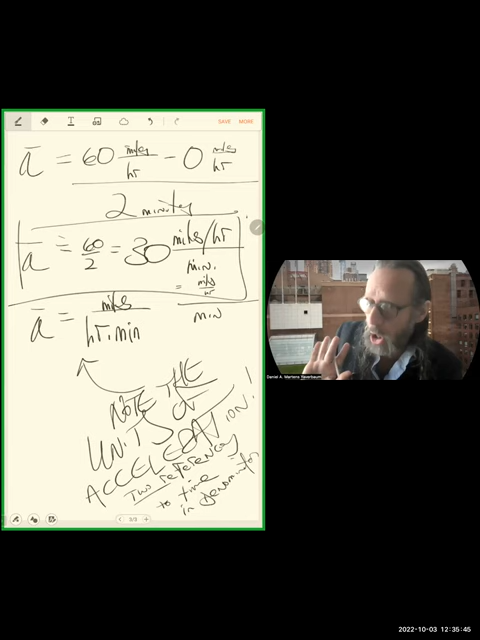 SAVE MORE
ā = 60 miles/hr - 0 miles/hr
2 minutes
ā = 60/2 = 30 miles/hr
min.
= miles/hr
min
ā = miles
hr·min
NOTE THE
UNITS OF
ACCELERATION!
TWO references
to time
in denominator
3/3
Daniel A. Martens Yaverbaum
2022-10-03 12:35:45